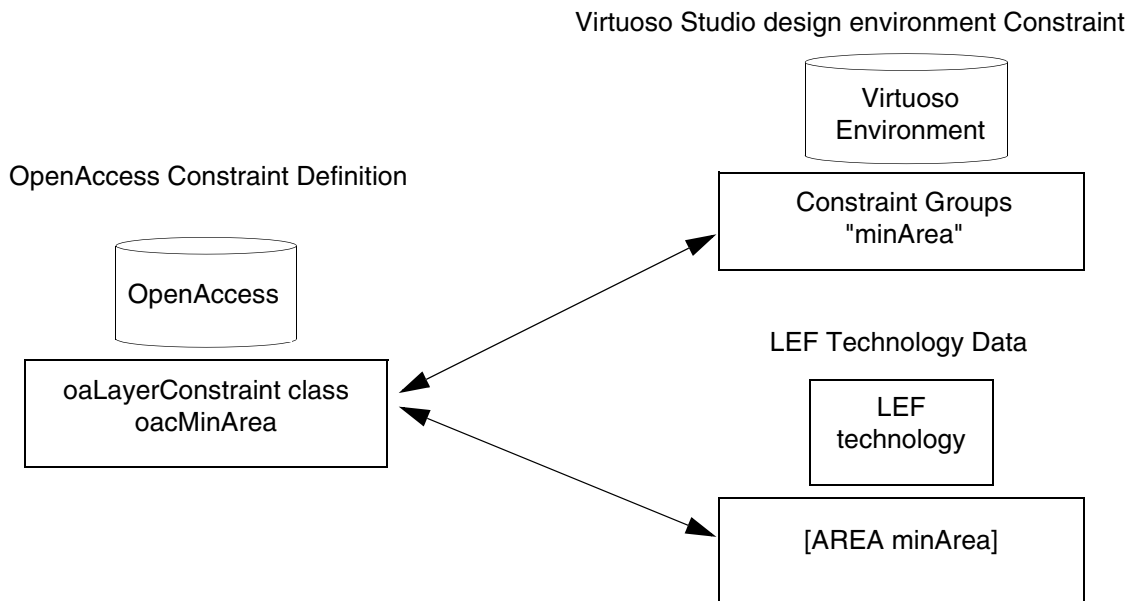 Virtuoso Studio design environment Constraint
Virtuoso
Environment
Constraint Groups
"minArea"
OpenAccess Constraint Definition
OpenAccess
oaLayerConstraint class
oacMinArea
LEF Technology Data
LEF
technology
[AREA minArea]